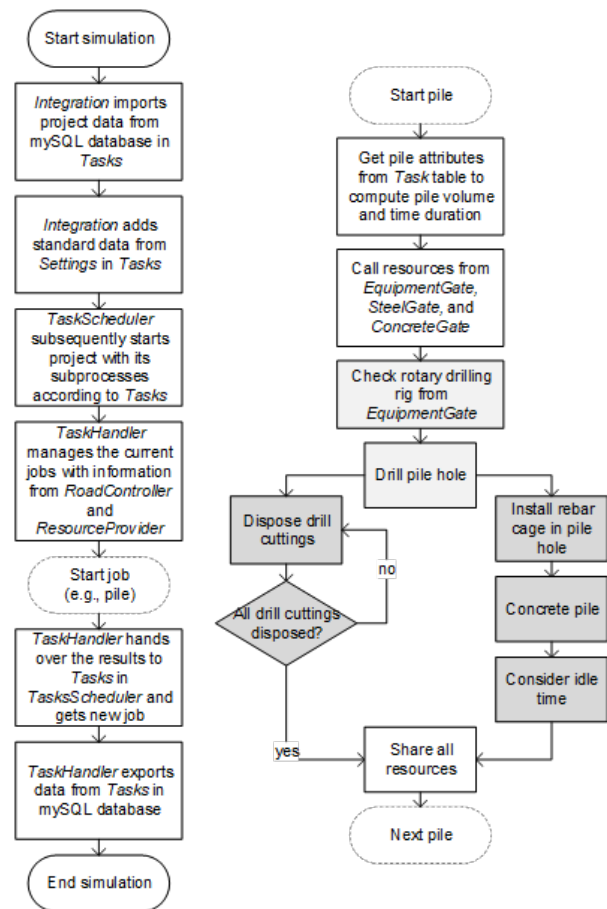 Start simulation
Integration imports
project data from
mySQL database in
Tasks
Integration adds
standard data from
Settings in Tasks
TaskScheduler
subsequently starts
project with its
subprocesses
according to Tasks
TaskHandler
manages the current
jobs with information
from RoadController
and
ResourceProvider
Start job
(e.g., pile)
TaskHandler hands
over the results to
Tasks in
TasksScheduler and
gets new job
TaskHandler exports
data from Tasks in
mySQL database
End simulation
Start pile
Get pile attributes
from Task table to
compute pile volume
and time duration
Call resources from
EquipmentGate,
SteelGate, and
ConcreteGate
Check rotary drilling
rig from
EquipmentGate
Drill pile hole
Dispose drill
cuttings
no
All drill cuttings
disposed?
yes
Install rebar
cage in pile
hole
Concrete pile
Consider idle
time
Share all
resources
Next pile